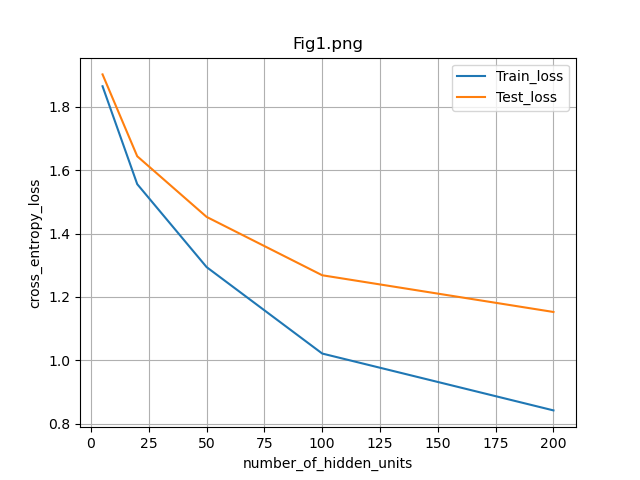 Fig1.png
Train_loss
Test_loss
cross_entropy_loss
1.8
1.6
1.4
1.2
1.0
0.8
0 25 50 75 100 125 150 175 200
number_of_hidden_units